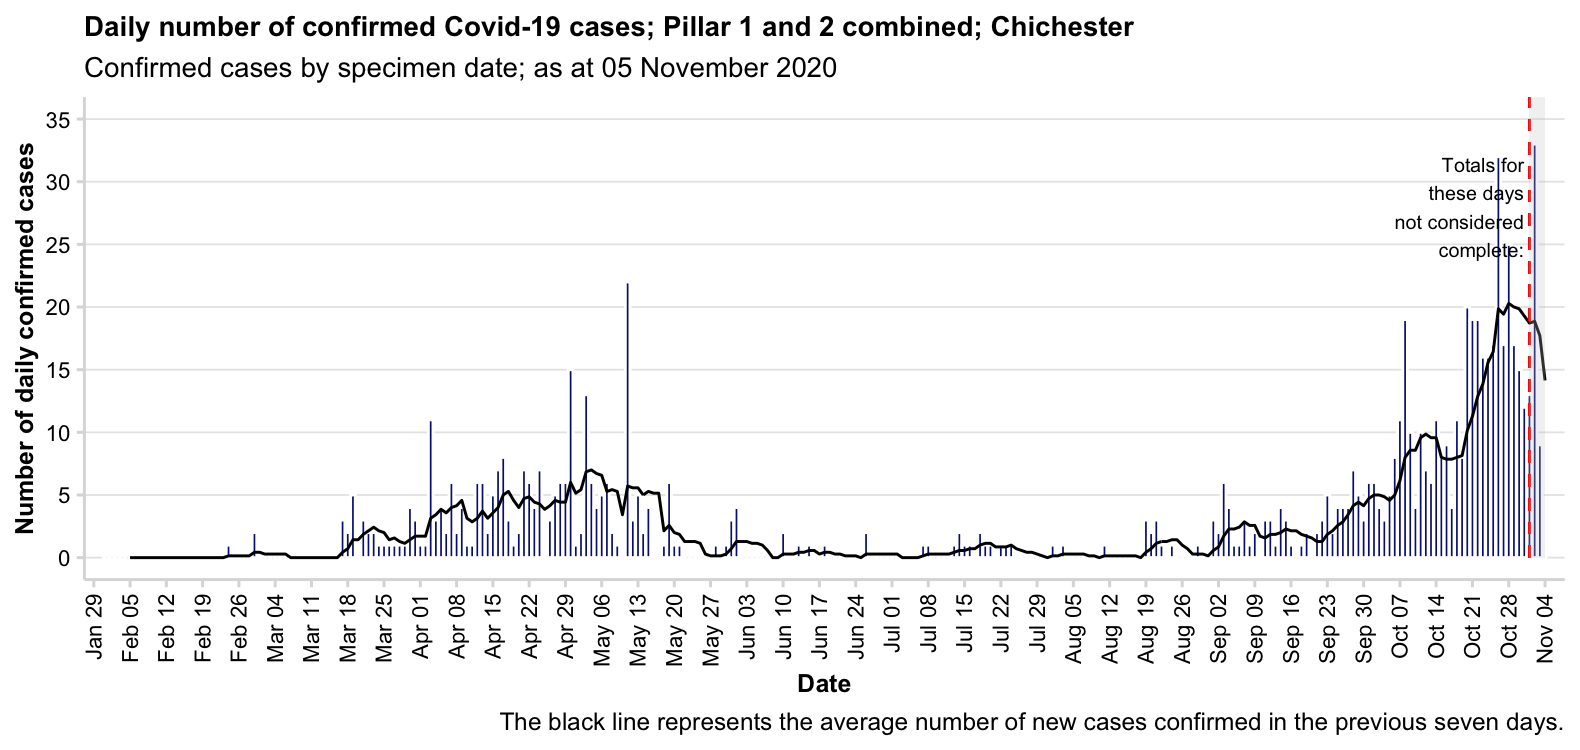 Daily number of confirmed Covid-19 cases; Pillar 1 and 2 combined; Chichester
Confirmed cases by specimen date; as at 05 November 2020
Number of daily confirmed cases
35
30
25
20
15
10
5
0
Totals for
these days
not considered
complete:
Jan 29
Feb 05
Feb 12
Feb 19
Feb 26
Mar 04
Mar 11
Mar 18
Mar 25
Apr 01
Apr 08
Apr 15
Apr 22
Apr 29
May 06
May 13
May 20
May 27
Jun 03
Jun 10
Jun 17
Jun 24
Jul 01
Jul 08
Jul 15
Jul 22
Jul 29
Aug 05
Aug 12
Aug 19
Aug 26
Sep 02
Sep 09
Sep 16
Sep 23
Sep 30
Oct 07
Oct 14
Oct 21
Oct 28
Nov 04
Date
The black line represents the average number of new cases confirmed in the previous seven days.